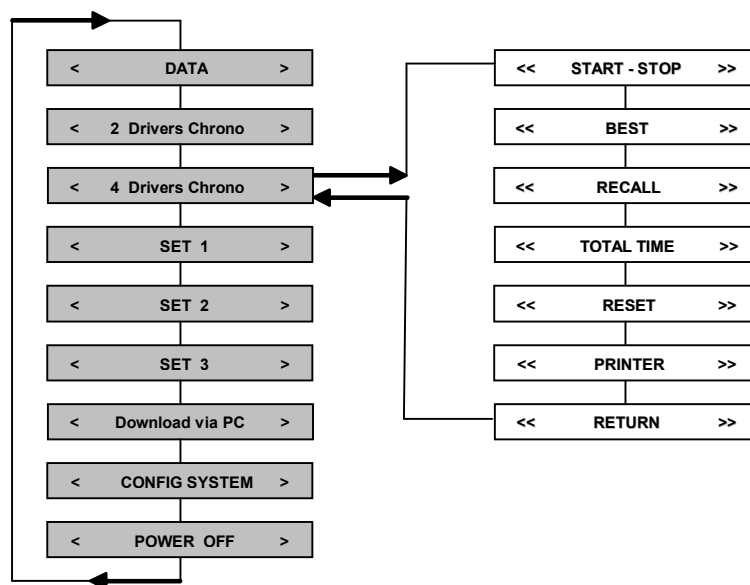 < DATA >
< 2 Drivers Chrono >
< 4 Drivers Chrono >
< SET 1 >
< SET 2 >
< SET 3 >
< Download via PC >
< CONFIG SYSTEM >
< POWER OFF >
<< START - STOP >>
<< BEST >>
<< RECALL >>
<< TOTAL TIME >>
<< RESET >>
<< PRINTER >>
<< RETURN >>